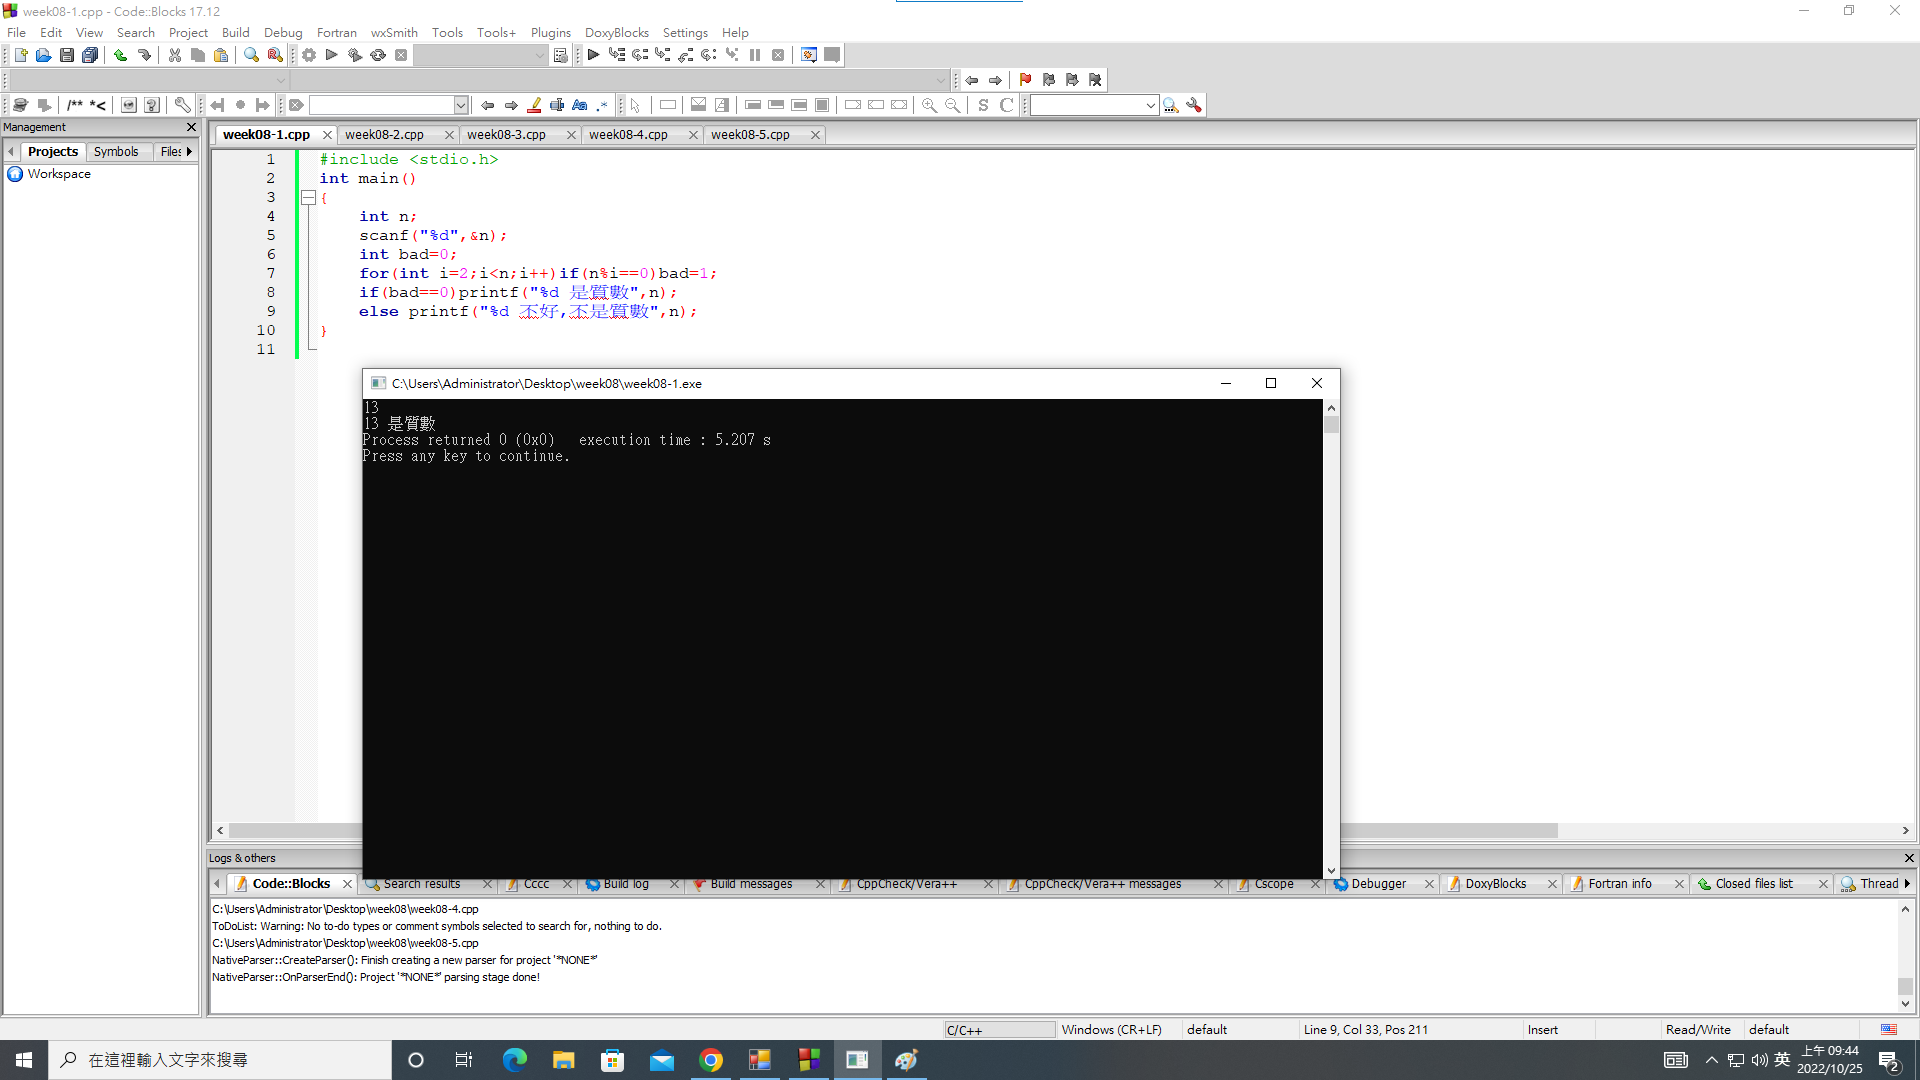 week08-1.cpp - Code::Blocks 17.12
File Edit View Search Project Build Debug Fortran wxSmith Tools Tools+ Plugins DoxyBlocks Settings Help
/** *<
S C
Management
week08-1.cpp week08-2.cpp week08-3.cpp week08-4.cpp week08-5.cpp
Projects Symbols Files
Workspace
1 #include <stdio.h>
2 int main()
3 {
4 int n;
5 scanf("%d",&n);
6 int bad=0;
7 for(int i=2;i<n;i++)if(n%i==0)bad=1;
8 if(bad==0)printf("%d 是質數",n);
9 else printf("%d 不好,不是質數",n);
10 }
11
C:\Users\Administrator\Desktop\week08\week08-1.exe
13
13 是質數
Process returned 0 (0x0)   execution time : 5.207 s
Press any key to continue.
Logs & others
Code::Blocks Search results Cccc Build log Build messages CppCheck/Vera++ CppCheck/Vera++ messages Cscope Debugger DoxyBlocks Fortran info Closed files list Thread
C:\Users\Administrator\Desktop\week08\week08-4.cpp
ToDoList: Warning: No to-do types or comment symbols selected to search for, nothing to do.
C:\Users\Administrator\Desktop\week08\week08-5.cpp
NativeParser::CreateParser(): Finish creating a new parser for project '*NONE*'
NativeParser::OnParserEnd(): Project '*NONE*' parsing stage done!
C/C++ Windows (CR+LF) default Line 9, Col 33, Pos 211 Insert Read/Write default
在這裡輸入文字來搜尋
英
上午 09:44
2022/10/25
2